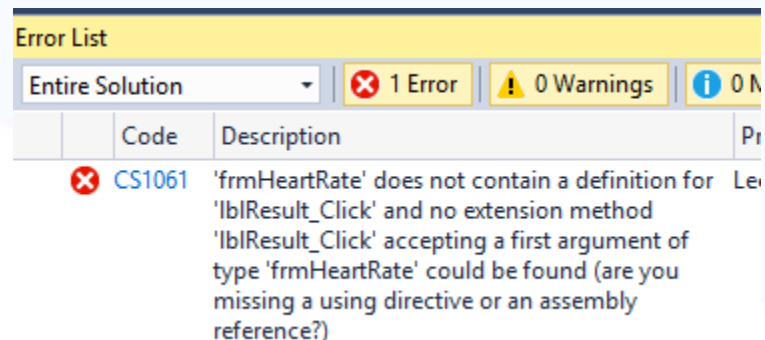 Error List
Entire Solution 1 Error 0 Warnings 0
Code Description
CS1061 'frmHeartRate' does not contain a definition for
'lblResult_Click' and no extension method
'lblResult_Click' accepting a first argument of
type 'frmHeartRate' could be found (are you
missing a using directive or an assembly
reference?)